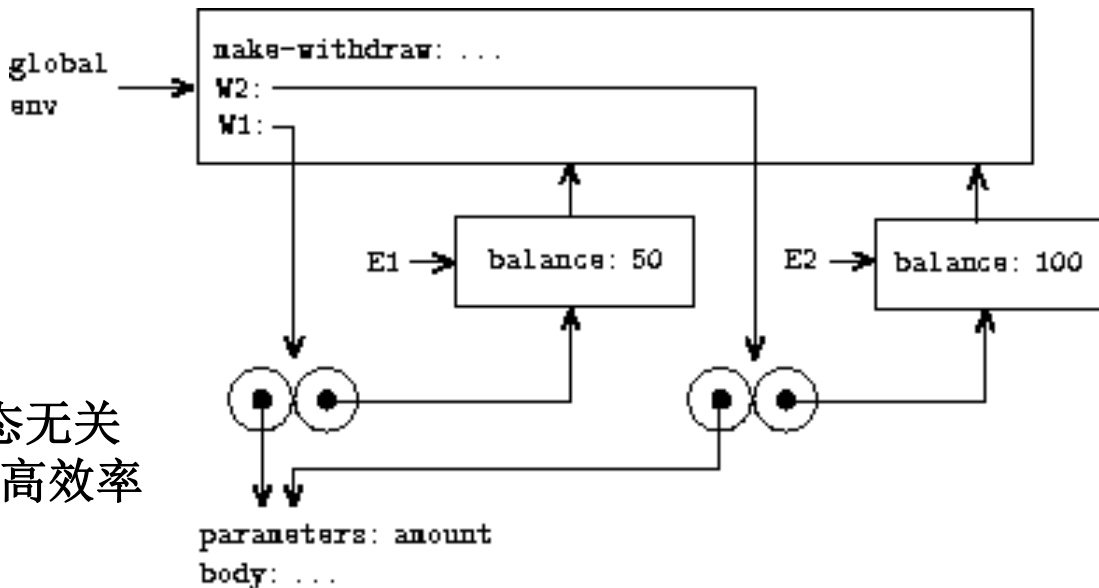 make-withdraw: ...
global
env
W2:
W1:
E1
balance: 50
E2
balance: 100
态无关
高效率
parameters: amount
body: ...